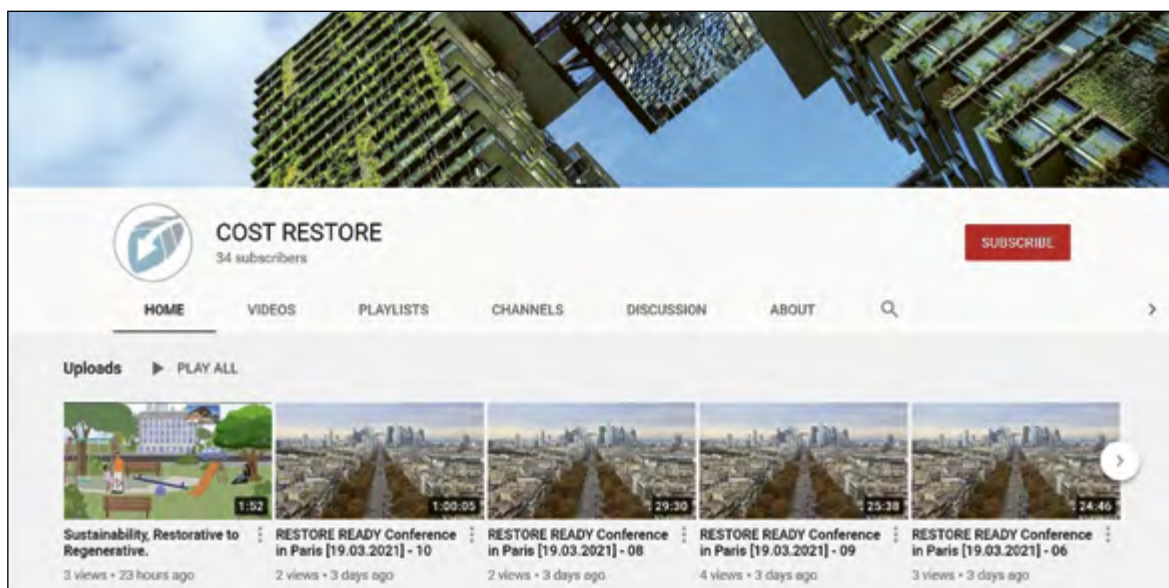 COST RESTORE
34 subscribers
SUBSCRIBE
HOME VIDEOS PLAYLISTS CHANNELS DISCUSSION ABOUT
Uploads PLAY ALL
1:52
1:00:05
29:30
25:38
24:46
Sustainability, Restorative to
Regenerative.
3 views • 23 hours ago
RESTORE READY Conference
in Paris [19.03.2021] - 10
2 views • 3 days ago
RESTORE READY Conference
in Paris [19.03.2021] - 08
2 views • 3 days ago
RESTORE READY Conference
in Paris [19.03.2021] - 09
4 views • 3 days ago
RESTORE READY Conference
in Paris [19.03.2021] - 06
3 views • 3 days ago